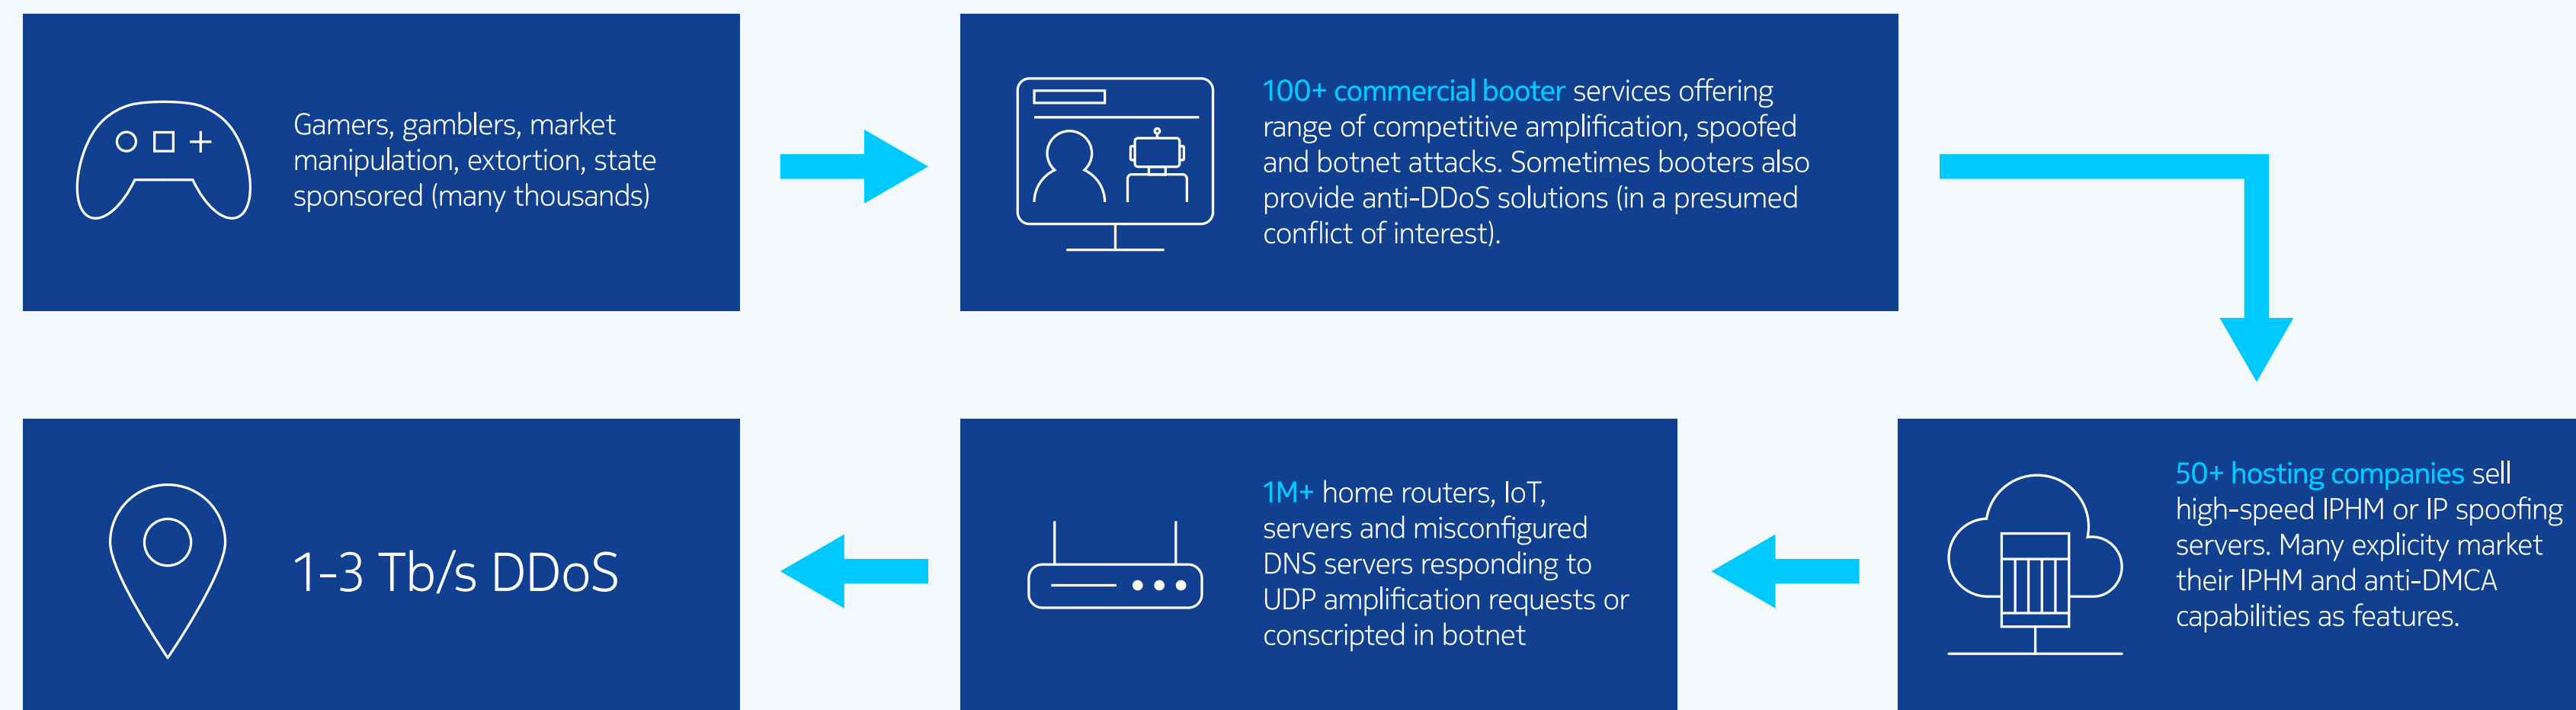 Gamers, gamblers, market
manipulation, extortion, state
sponsored (many thousands)
100+ commercial booter services offering
range of competitive amplification, spoofed
and botnet attacks. Sometimes booters also
provide anti-DDoS solutions (in a presumed
conflict of interest).
50+ hosting companies sell
high-speed IPHM or IP spoofing
servers. Many explicity market
their IPHM and anti-DMCA
capabilities as features.
1M+ home routers, IoT,
servers and misconfigured
DNS servers responding to
UDP amplification requests or
conscripted in botnet
1-3 Tb/s DDoS